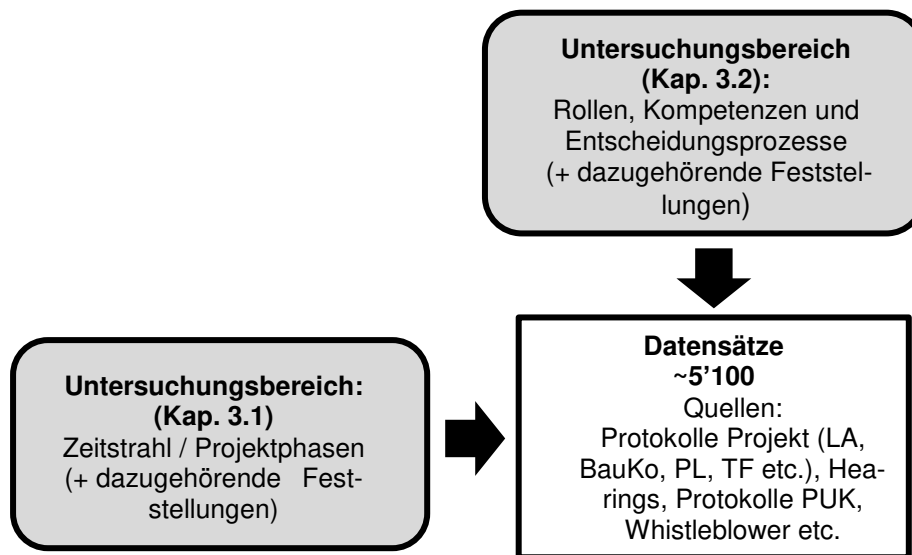 Untersuchungsbereich
(Kap. 3.2):
Rollen, Kompetenzen und
Entscheidungsprozesse
(+ dazugehörende Feststel-
lungen)
Untersuchungsbereich:
(Kap. 3.1)
Zeitstrahl / Projektphasen
(+ dazugehörende Fest-
stellungen)
Datensätze
~5’100
Quellen:
Protokolle Projekt (LA,
BauKo, PL, TF etc.), Hea-
rings, Protokolle PUK,
Whistleblower etc.